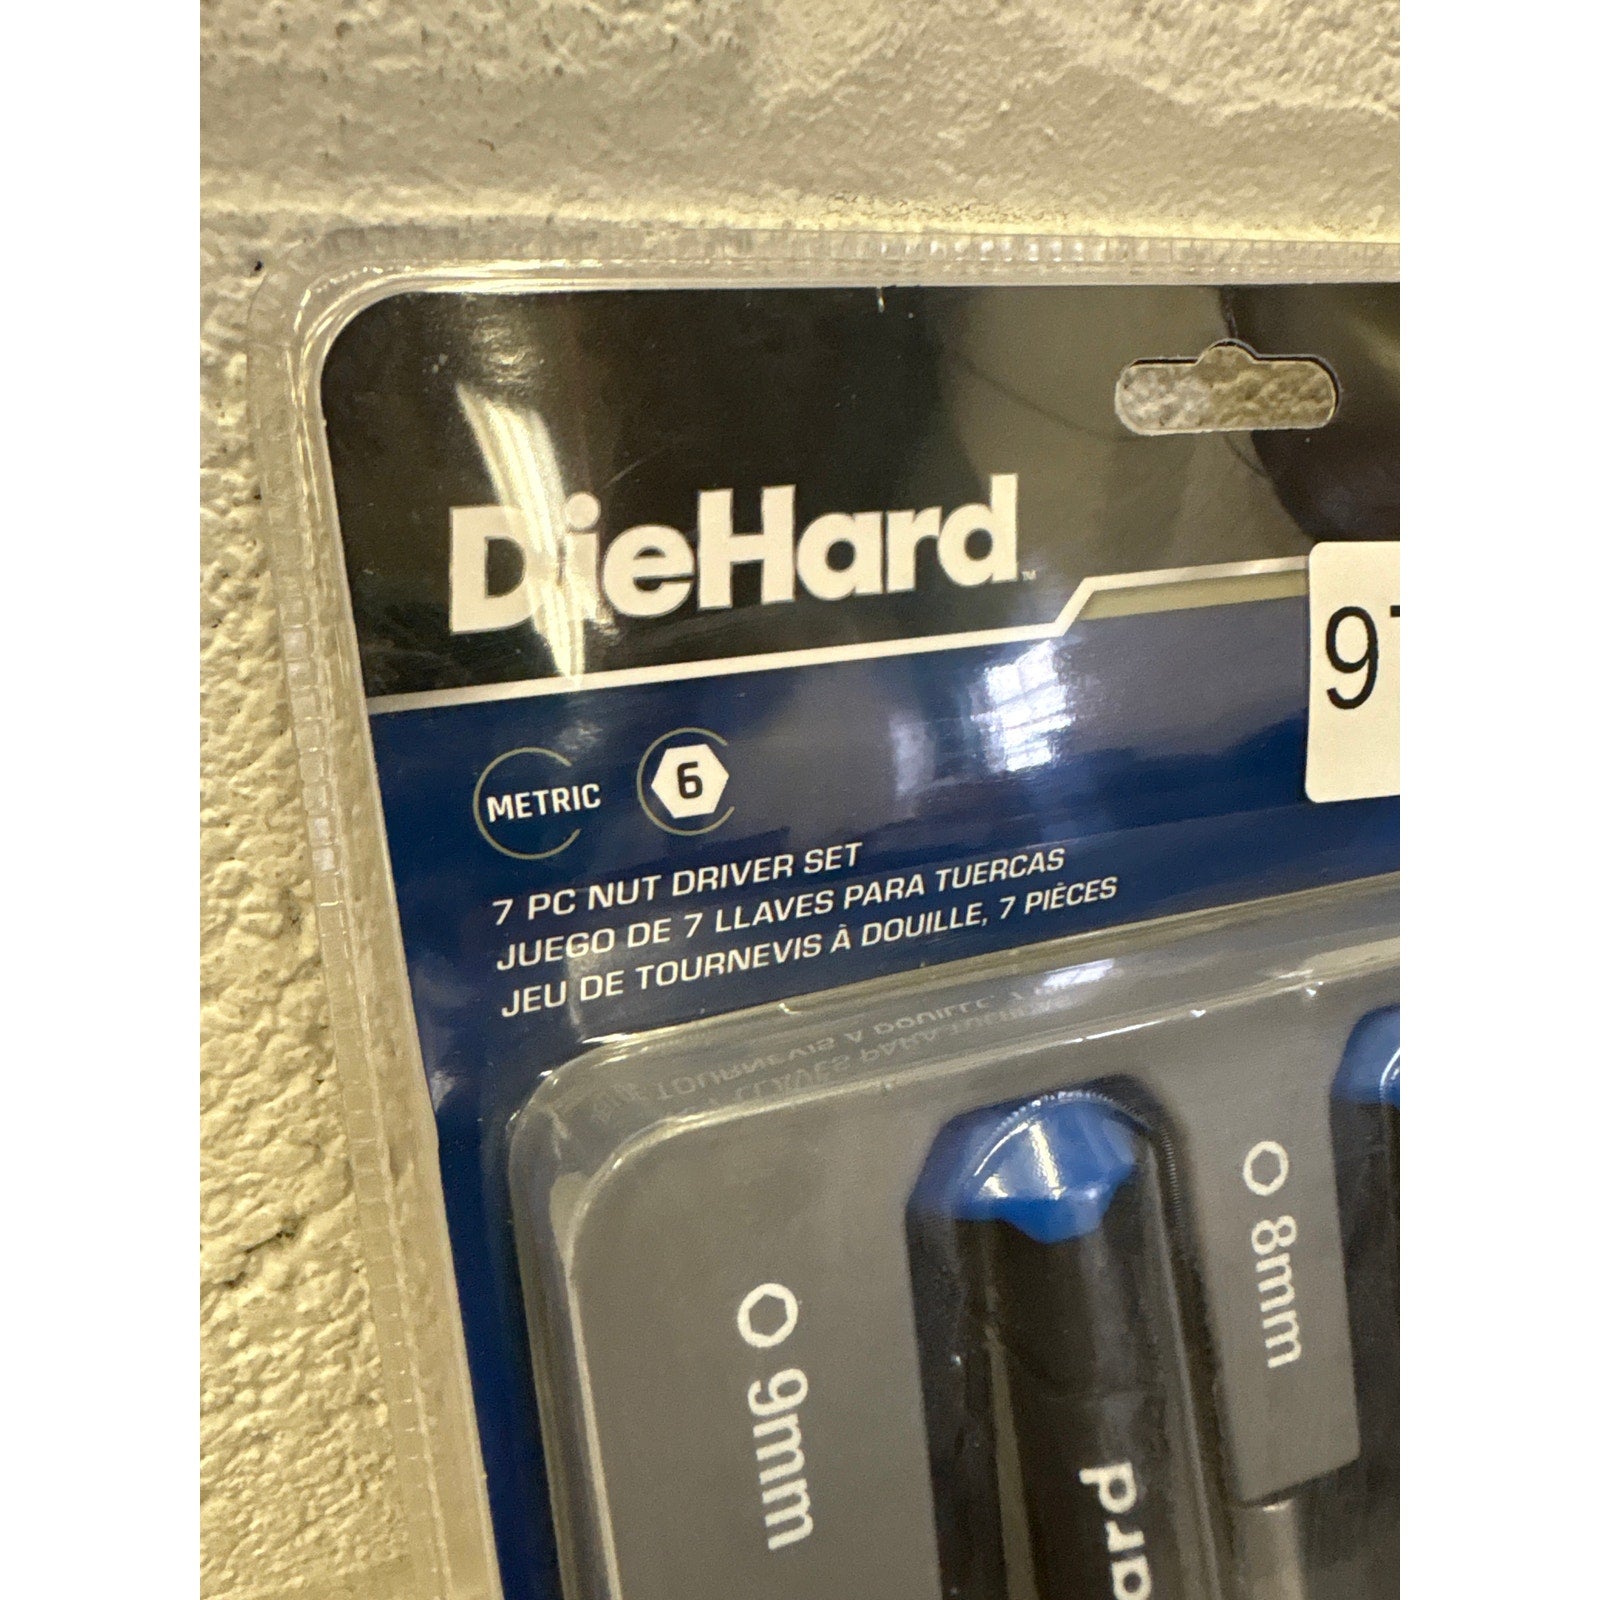 DieHard™
METRIC 6
7 PC NUT DRIVER SET
JUEGO DE 7 LLAVES PARA TUERCAS
JEU DE TOURNEVIS À DOUILLE, 7 PIÈCES
9mm
8mm